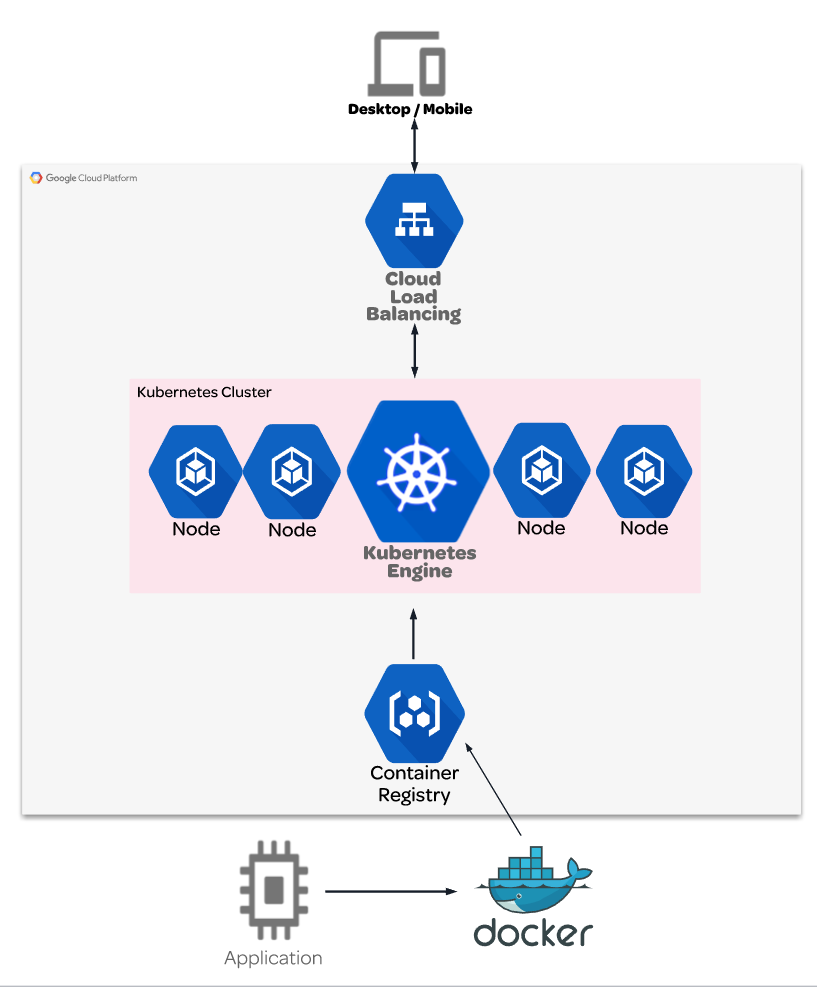 Desktop / Mobile
Google Cloud Platform
Cloud
Load
Balancing
Kubernetes Cluster
Node
Node
Node
Node
Kubernetes
Engine
Container
Registry
docker
Application